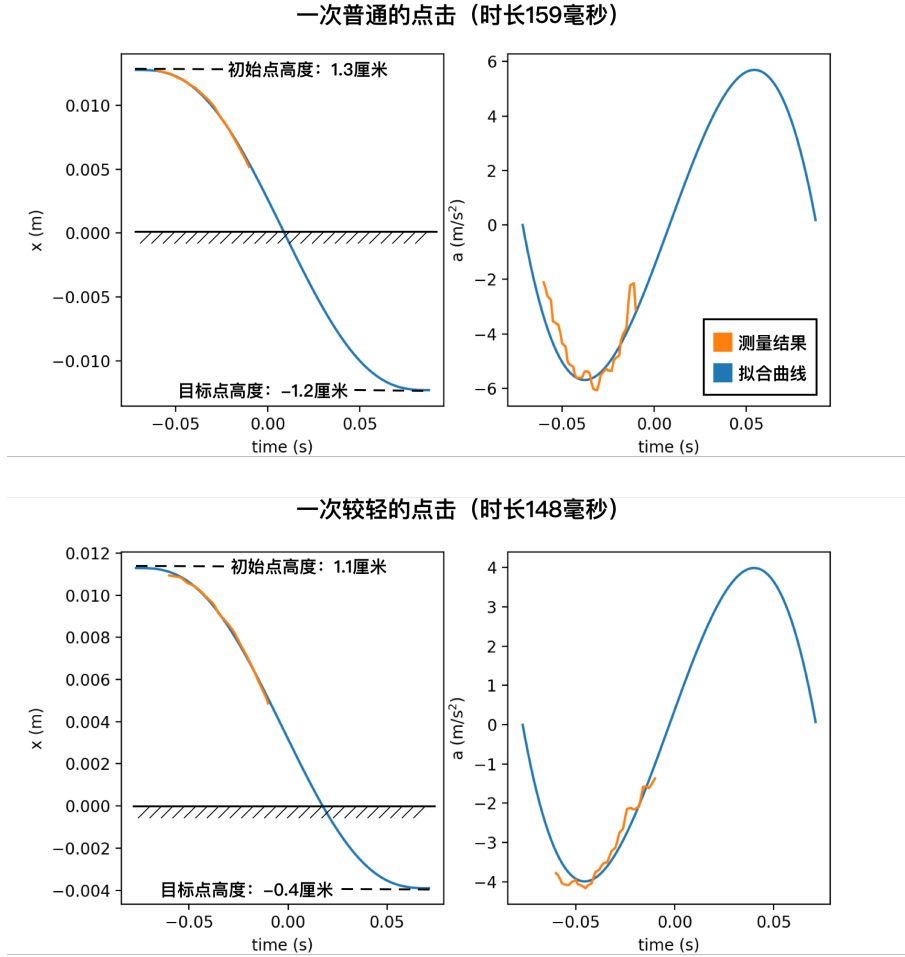 一次普通的点击（时长159毫秒）
初始点高度：1.3厘米
目标点高度：–1.2厘米
x (m)
0.010
0.005
0.000
−0.005
−0.010
−0.05
0.00
0.05
time (s)
a (m/s²)
6
4
2
0
−2
−4
−6
−0.05
0.00
0.05
time (s)
测量结果
拟合曲线
一次较轻的点击（时长148毫秒）
初始点高度：1.1厘米
目标点高度：–0.4厘米
x (m)
0.012
0.010
0.008
0.006
0.004
0.002
0.000
−0.002
−0.004
−0.05
0.00
0.05
time (s)
a (m/s²)
4
3
2
1
0
−1
−2
−3
−4
−0.05
0.00
0.05
time (s)